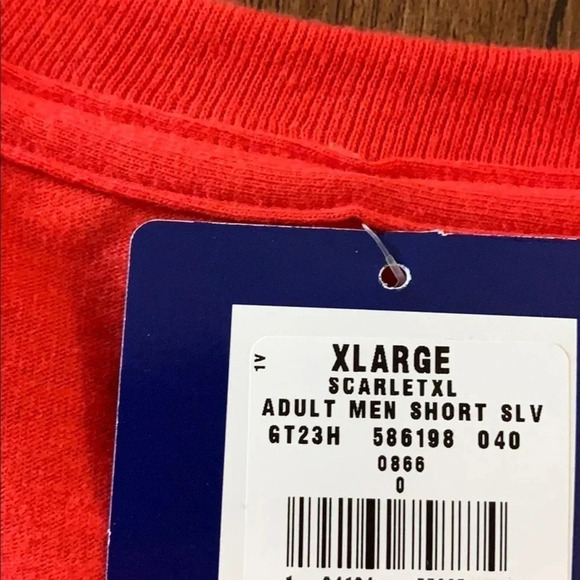 1V
XLARGE
SCARLETXL
ADULT MEN SHORT SLV
GT23H 586198 040
0866
0